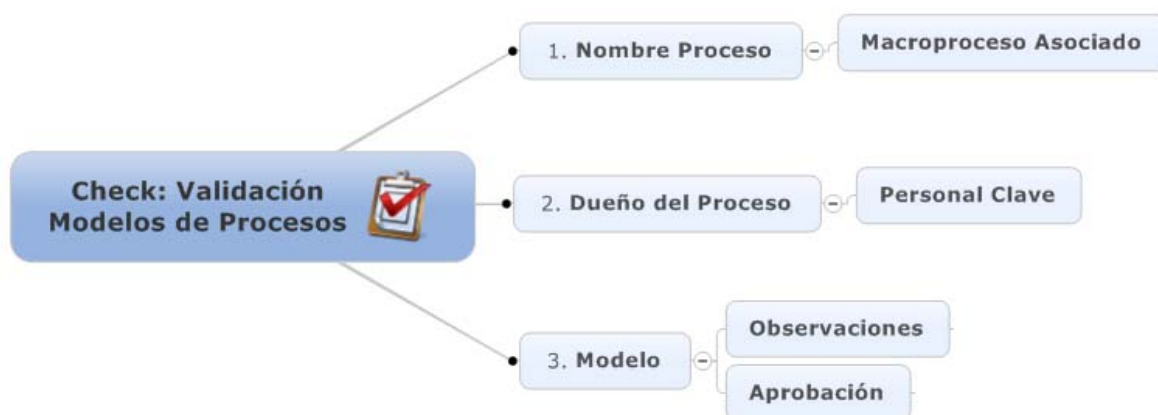 Check: Validación
Modelos de Procesos
1. Nombre Proceso
Macroproceso Asociado
2. Dueño del Proceso
Personal Clave
3. Modelo
Observaciones
Aprobación